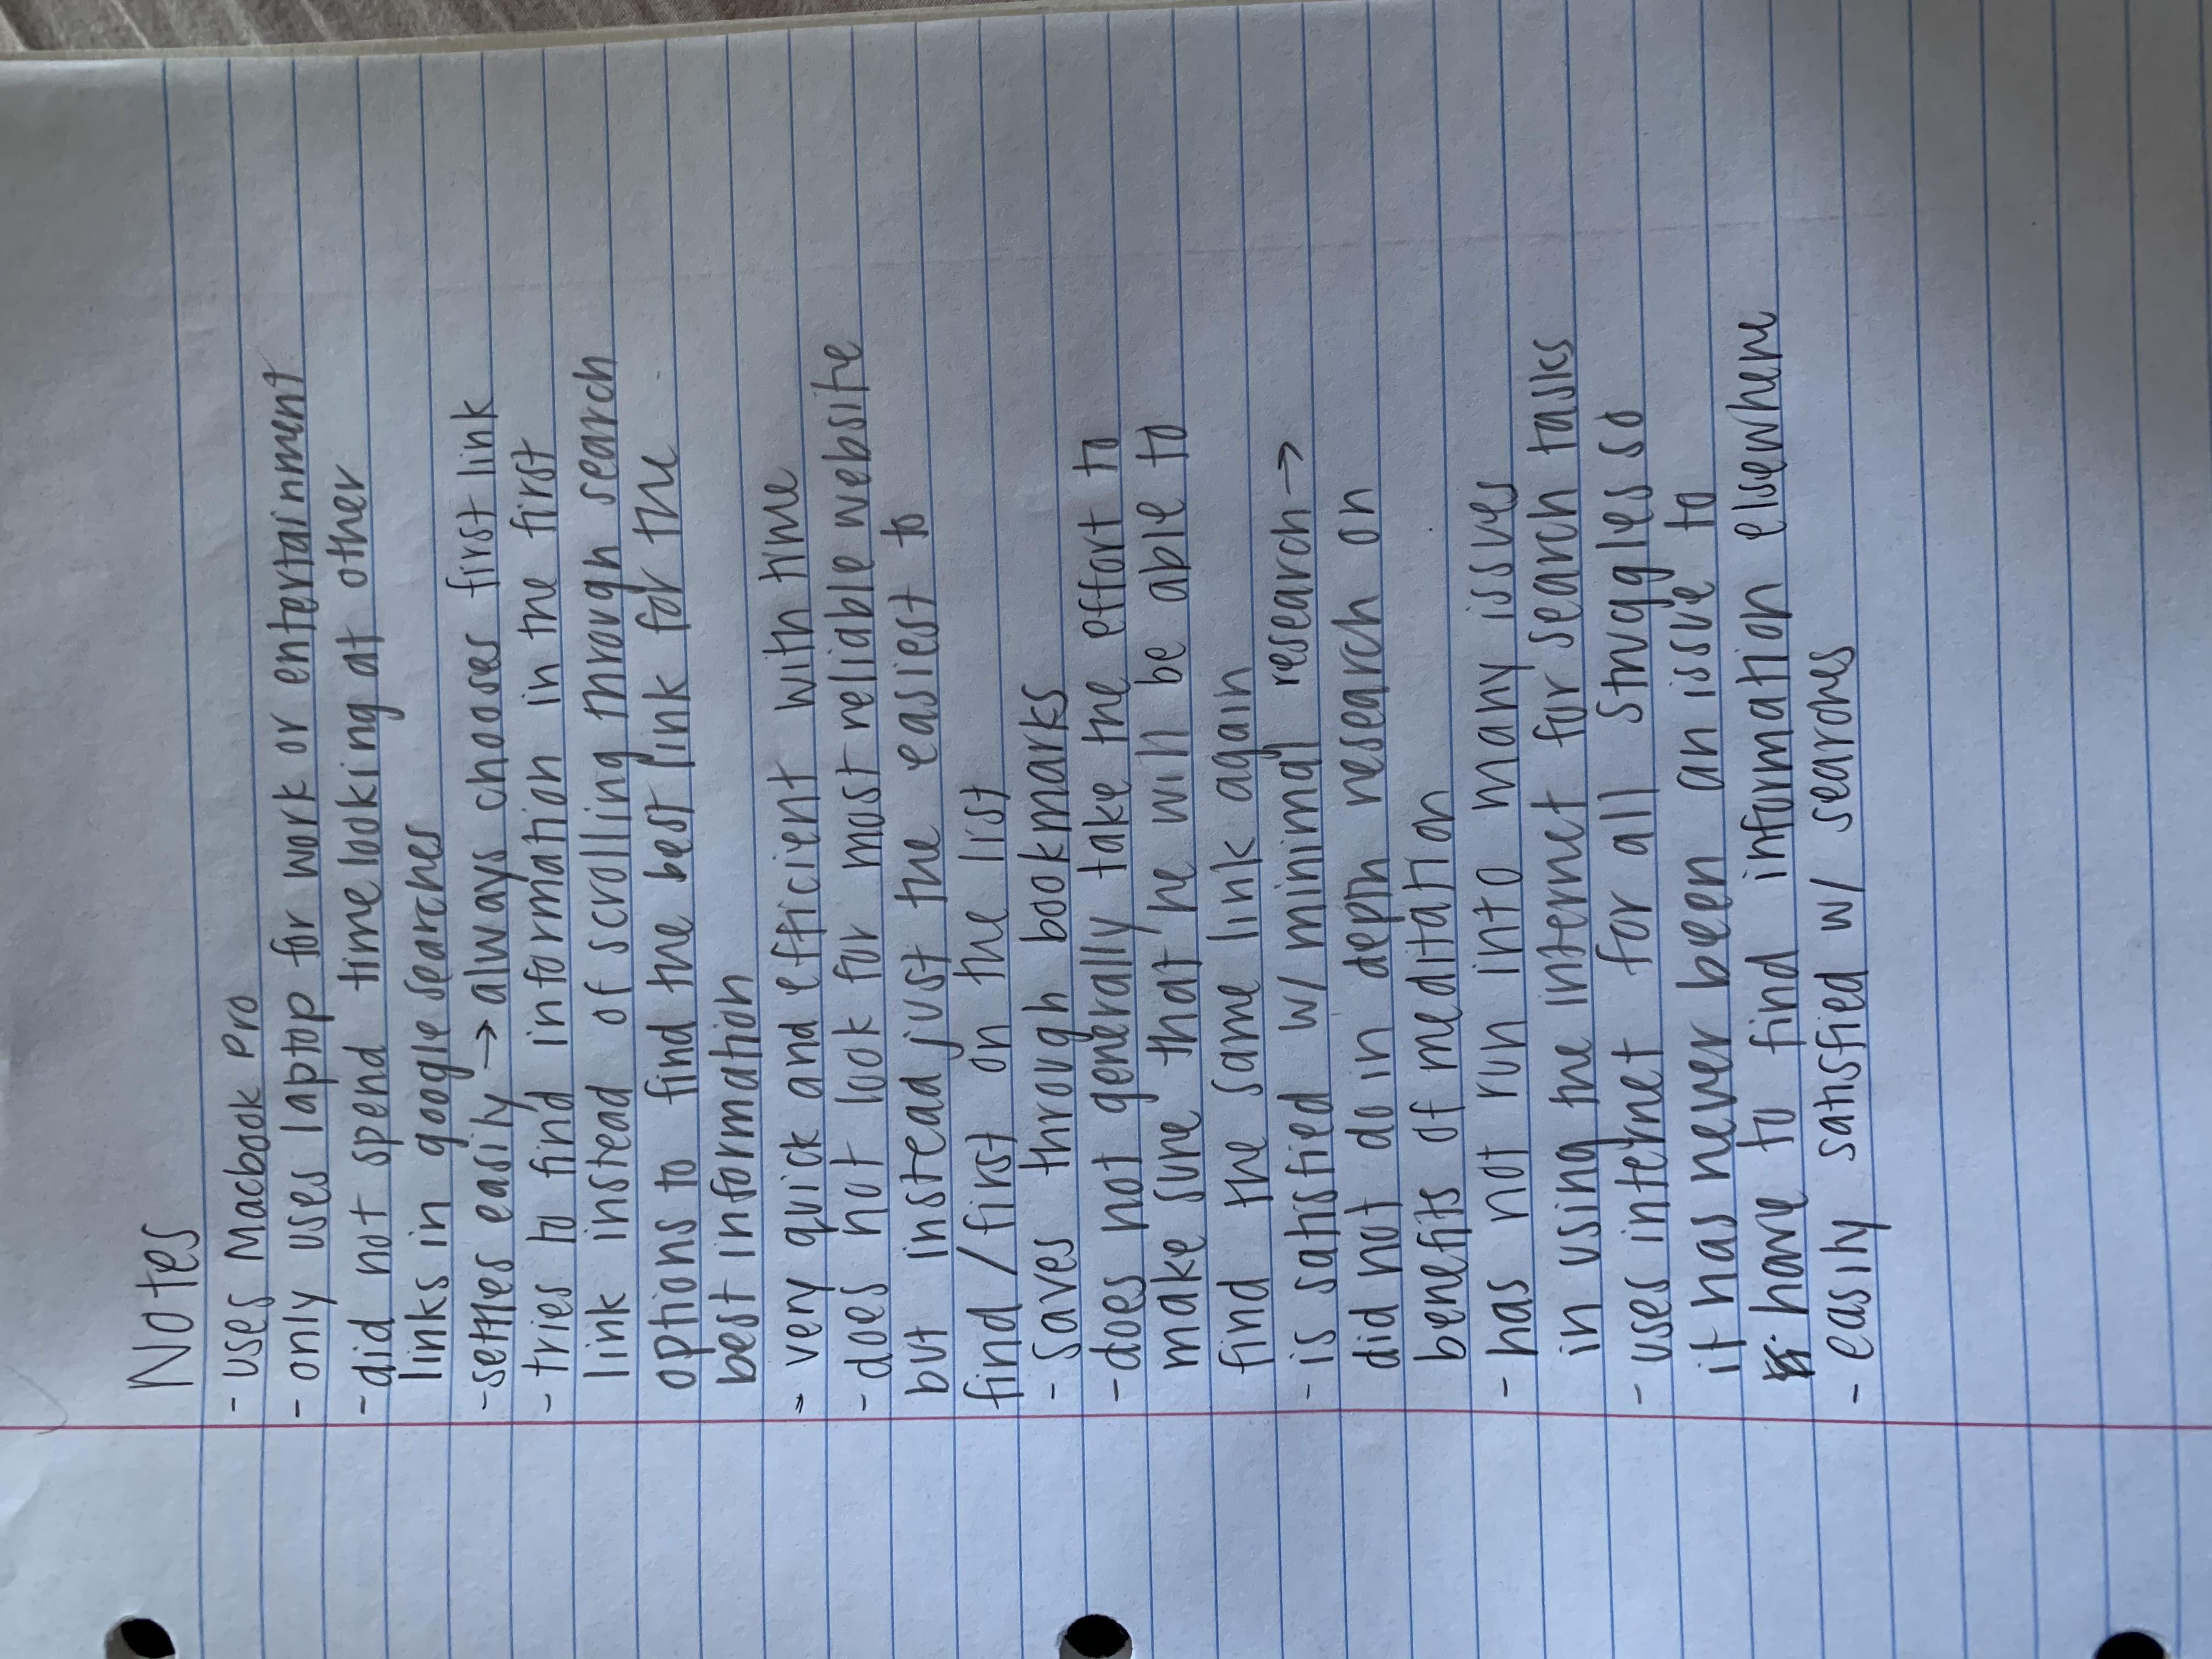 Notes
- uses Macbook Pro
- only uses laptop for work or entertainment
- did not spend time looking at other
links in google searches
- settles easily → always chooses first link
- tries to find information in the first
link instead of scrolling through search
options to find the best link for the
best information
- very quick and efficient with time
- does not look for most reliable website
but instead just the easiest to
find / first on the list
- saves through bookmarks
- does not generally take the effort to
make sure that he will be able to
find the same link again
- is satisfied w/ minimal research →
did not do in depth research on
benefits of meditation
- has not run into many issues
in using the internet for search tasks
- uses internet for all struggles so
it has never been an issue to
have to find information elsewhere
- easily satisfied w/ searches